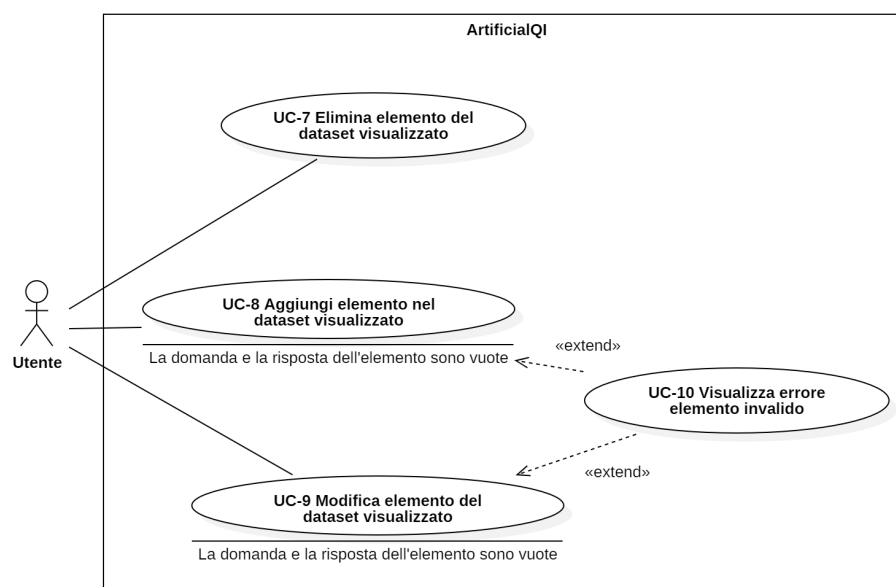 ArtificialQI
UC-7 Elimina elemento del
dataset visualizzato
UC-8 Aggiungi elemento nel
dataset visualizzato
La domanda e la risposta dell'elemento sono vuote
«extend»
Utente
UC-10 Visualizza errore
elemento invalido
«extend»
UC-9 Modifica elemento del
dataset visualizzato
La domanda e la risposta dell'elemento sono vuote